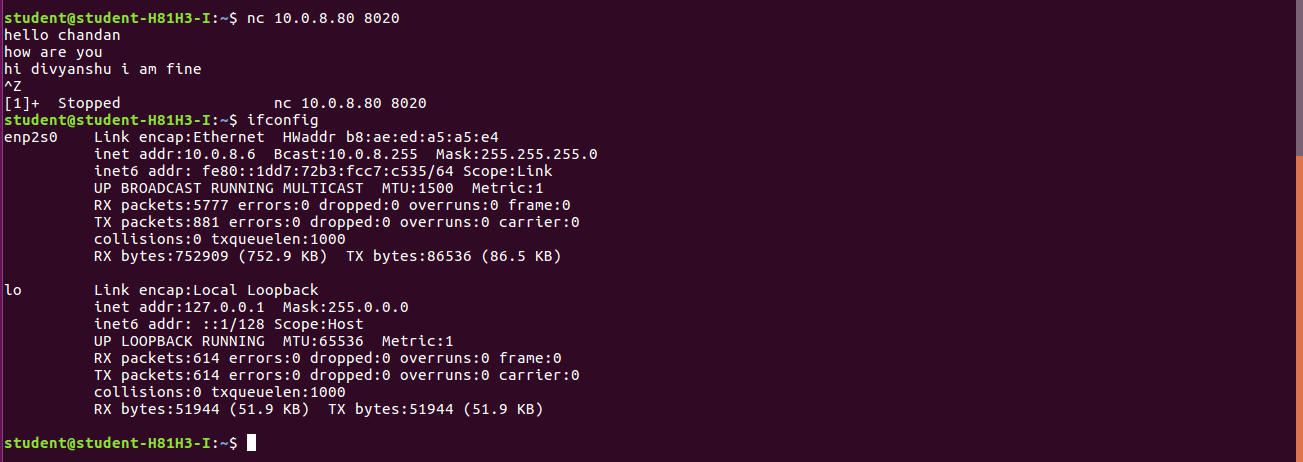 student@student-H81H3-I:~$ nc 10.0.8.80 8020
hello chandan
how are you
hi divyanshu i am fine
^Z
[1]+  Stopped                 nc 10.0.8.80 8020
student@student-H81H3-I:~$ ifconfig
enp2s0    Link encap:Ethernet  HWaddr b8:ae:ed:a5:a5:e4
          inet addr:10.0.8.6  Bcast:10.0.8.255  Mask:255.255.255.0
          inet6 addr: fe80::1dd7:72b3:fcc7:c535/64 Scope:Link
          UP BROADCAST RUNNING MULTICAST  MTU:1500  Metric:1
          RX packets:5777 errors:0 dropped:0 overruns:0 frame:0
          TX packets:881 errors:0 dropped:0 overruns:0 carrier:0
          collisions:0 txqueuelen:1000
          RX bytes:752909 (752.9 KB)  TX bytes:86536 (86.5 KB)

lo        Link encap:Local Loopback
          inet addr:127.0.0.1  Mask:255.0.0.0
          inet6 addr: ::1/128 Scope:Host
          UP LOOPBACK RUNNING  MTU:65536  Metric:1
          RX packets:614 errors:0 dropped:0 overruns:0 frame:0
          TX packets:614 errors:0 dropped:0 overruns:0 carrier:0
          collisions:0 txqueuelen:1000
          RX bytes:51944 (51.9 KB)  TX bytes:51944 (51.9 KB)

student@student-H81H3-I:~$